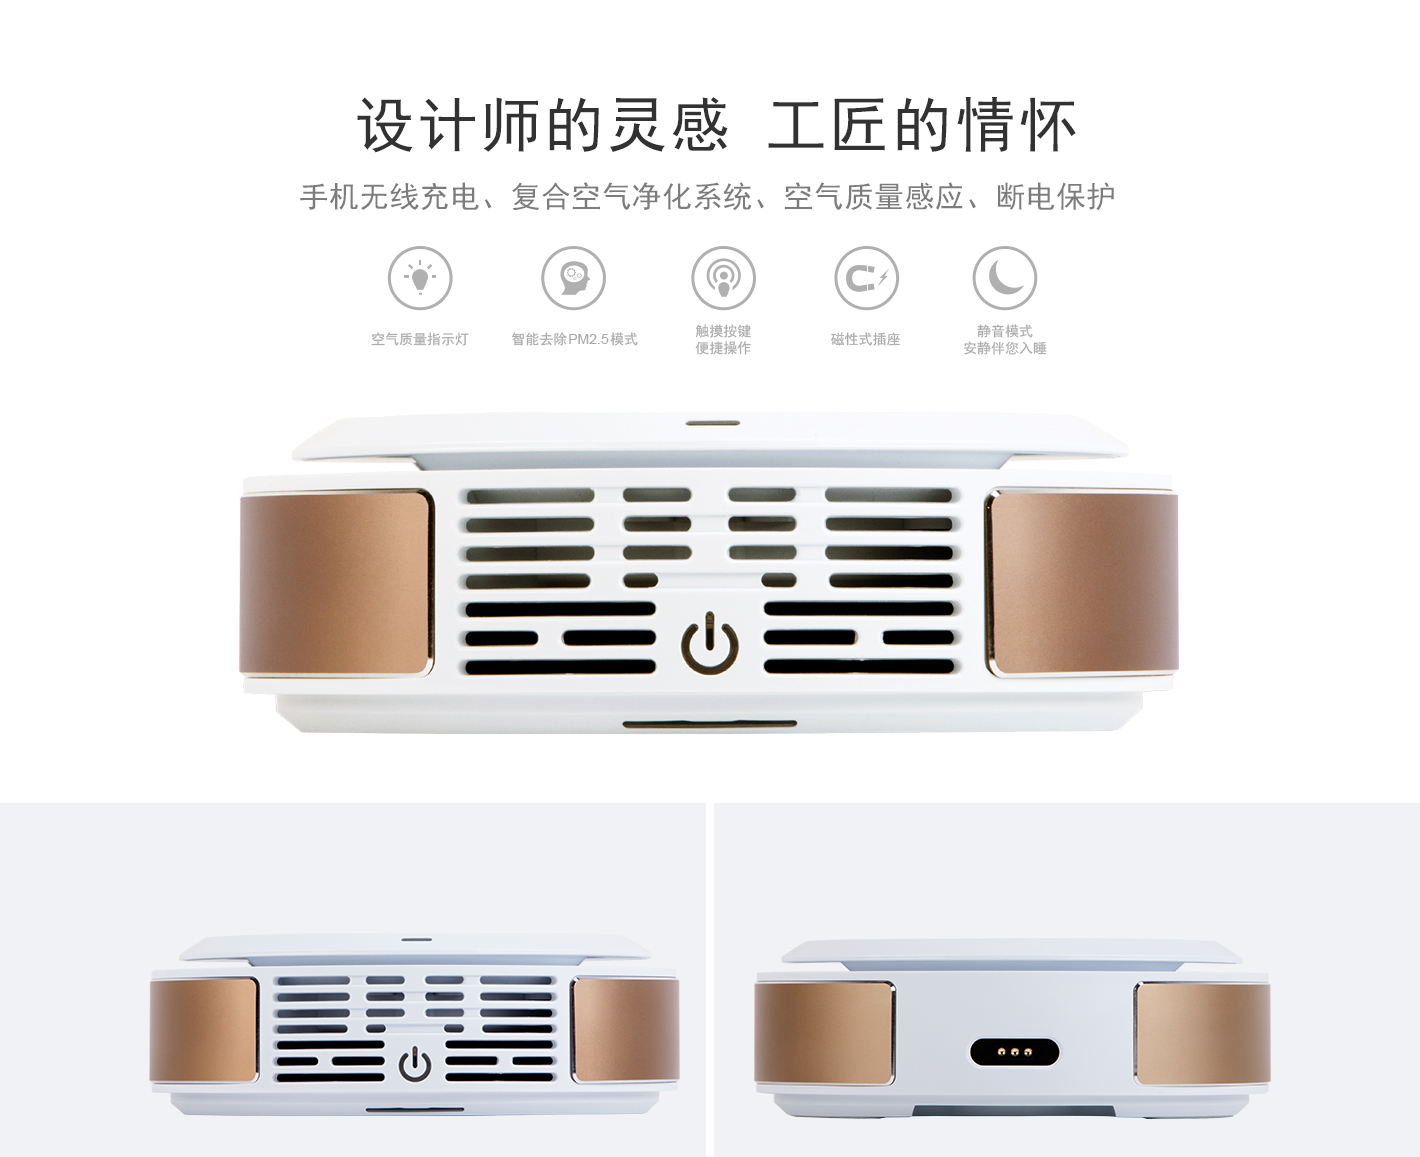 设计师的灵感 工匠的情怀
手机无线充电、复合空气净化系统、空气质量感应、断电保护
空气质量指示灯
智能去除PM2.5模式
触摸按键
便捷操作
磁性式插座
静音模式
安静伴您入睡